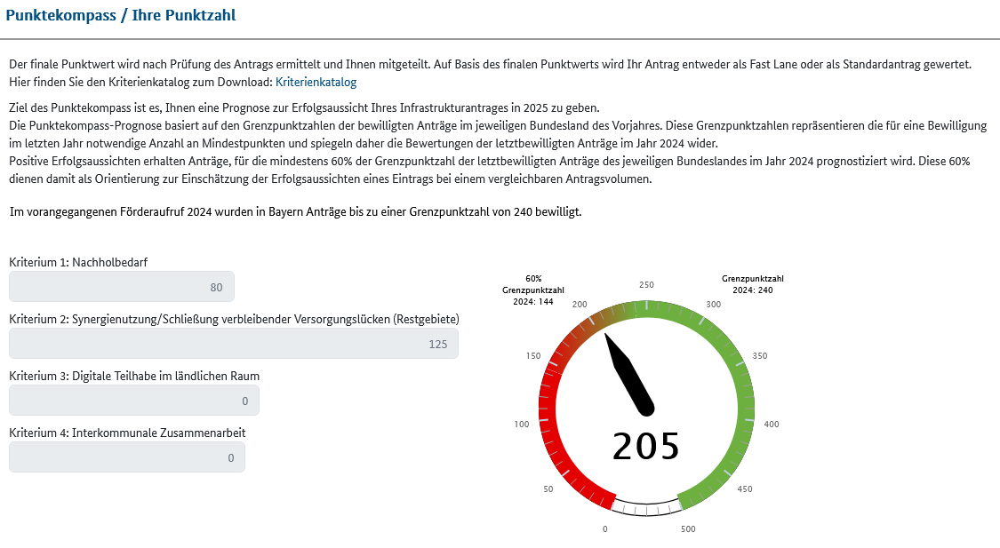 Punktekompass / Ihre Punktzahl
Der finale Punktwert wird nach Prüfung des Antrags ermittelt und Ihnen mitgeteilt. Auf Basis des finalen Punktwerts wird Ihr Antrag entweder als Fast Lane oder als Standardantrag gewertet.
Hier finden Sie den Kriterienkatalog zum Download: Kriterienkatalog
Ziel des Punktekompass ist es, Ihnen eine Prognose zur Erfolgsaussicht Ihres Infrastrukturantrages in 2025 zu geben.
Die Punktekompass-Prognose basiert auf den Grenzpunktzahlen der bewilligten Anträge im jeweiligen Bundesland des Vorjahres. Diese Grenzpunktzahlen repräsentieren die für eine Bewilligung
im letzten Jahr notwendige Anzahl an Mindestpunkten und spiegeln daher die Bewertungen der letztbewilligten Anträge im Jahr 2024 wider.
Positive Erfolgsaussichten erhalten Anträge, für die mindestens 60% der Grenzpunktzahl der letztbewilligten Anträge des jeweiligen Bundeslandes im Jahr 2024 prognostiziert wird. Diese 60%
dienen damit als Orientierung zur Einschätzung der Erfolgsaussichten eines Eintrags bei einem vergleichbaren Antragsvolumen.
Im vorangegangenen Förderaufruf 2024 wurden in Bayern Anträge bis zu einer Grenzpunktzahl von 240 bewilligt.
Kriterium 1: Nachholbedarf
80
Kriterium 2: Synergienutzung/Schließung verbleibender Versorgungslücken (Restgebiete)
125
Kriterium 3: Digitale Teilhabe im ländlichen Raum
0
Kriterium 4: Interkommunale Zusammenarbeit
0
60%
Grenzpunktzahl
2024: 144
Grenzpunktzahl
2024: 240
0
50
100
150
200
250
300
350
400
450
500
205